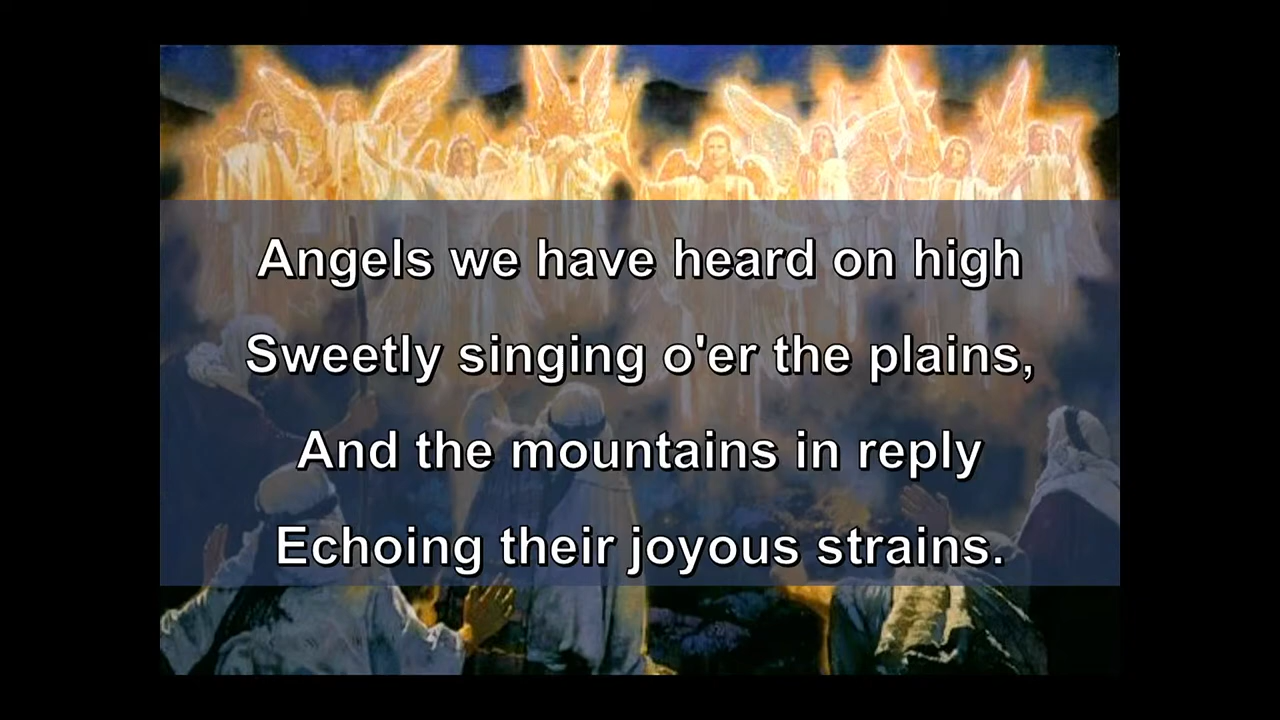 Angels we have heard on high
Sweetly singing o'er the plains,
And the mountains in reply
Echoing their joyous strains.